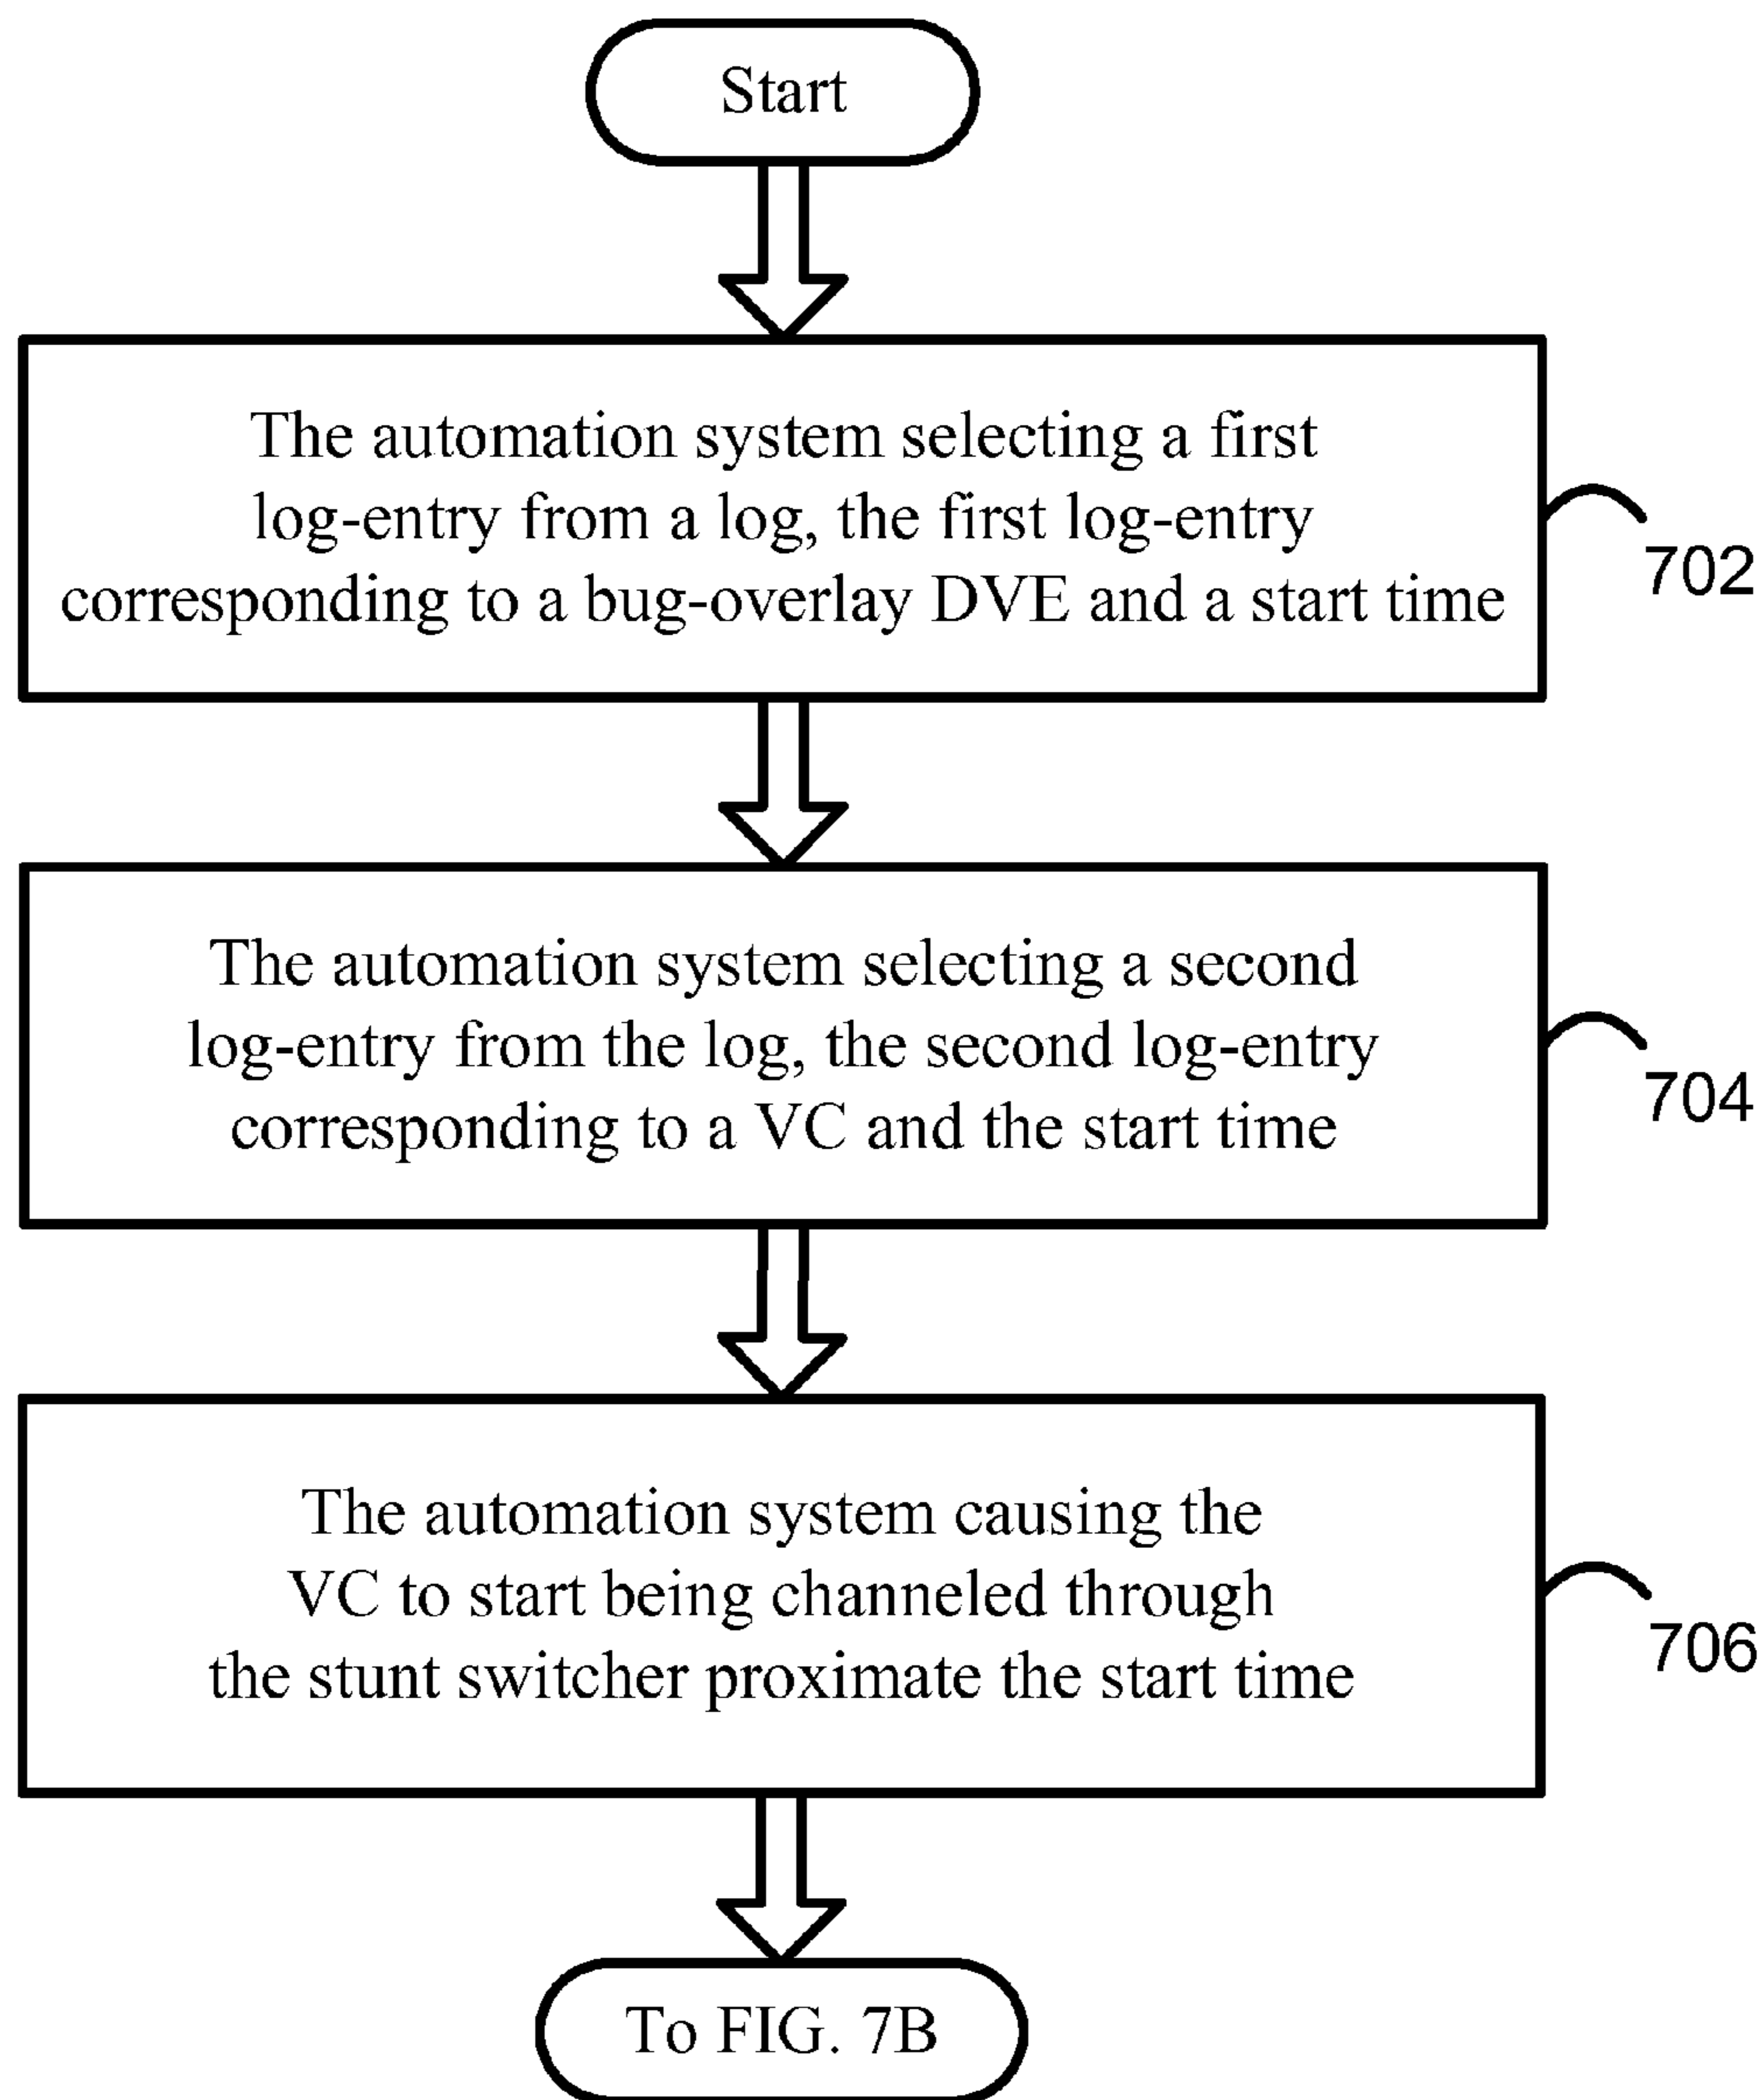 Start
The automation system selecting a first
log-entry from a log, the first log-entry
corresponding to a bug-overlay DVE and a start time
702
The automation system selecting a second
log-entry from the log, the second log-entry
corresponding to a VC and the start time
704
The automation system causing the
VC to start being channeled through
the stunt switcher proximate the start time
706
To FIG. 7B